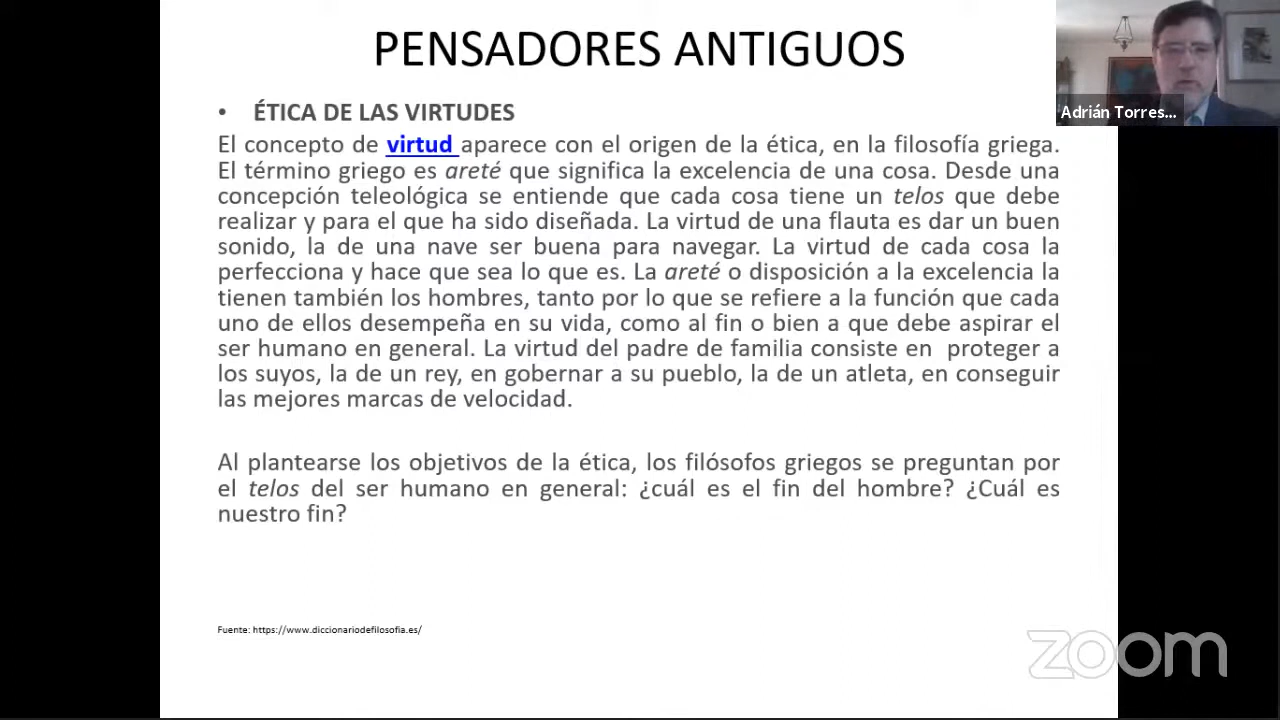 PENSADORES ANTIGUOS
Adrián Torres...
• ÉTICA DE LAS VIRTUDES
El concepto de virtud aparece con el origen de la ética, en la filosofía griega.
El término griego es areté que significa la excelencia de una cosa. Desde una
concepción teleológica se entiende que cada cosa tiene un telos que debe
realizar y para el que ha sido diseñada. La virtud de una flauta es dar un buen
sonido, la de una nave ser buena para navegar. La virtud de cada cosa la
perfecciona y hace que sea lo que es. La areté o disposición a la excelencia la
tienen también los hombres, tanto por lo que se refiere a la función que cada
uno de ellos desempeña en su vida, como al fin o bien a que debe aspirar el
ser humano en general. La virtud del padre de familia consiste en proteger a
los suyos, la de un rey, en gobernar a su pueblo, la de un atleta, en conseguir
las mejores marcas de velocidad.
Al plantearse los objetivos de la ética, los filósofos griegos se preguntan por
el telos del ser humano en general: ¿cuál es el fin del hombre? ¿Cuál es
nuestro fin?
Fuente: https://www.diccionariodefilosofia.es/
zoom